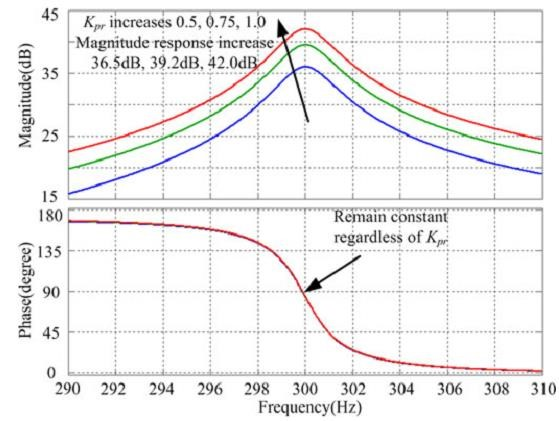 45
K_pr increases 0.5, 0.75, 1.0
Magnitude response increase
36.5dB, 39.2dB, 42.0dB
35
25
15
Magnitude(dB)
180
135
90
45
0
Phase(degree)
Remain constant
regardless of K_pr
290 292 294 296 298 300 302 304 306 308 310
Frequency(Hz)